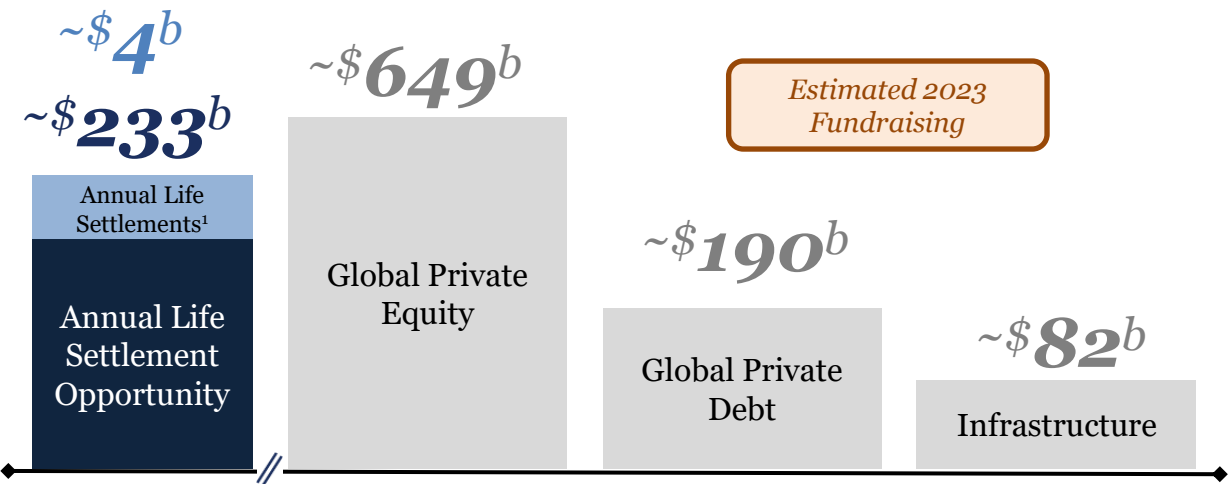 ~$4b
~$233b
Annual Life
Settlements¹
Annual Life
Settlement
Opportunity
~$649b
Global Private
Equity
Estimated 2023
Fundraising
~$190b
Global Private
Debt
~$82b
Infrastructure